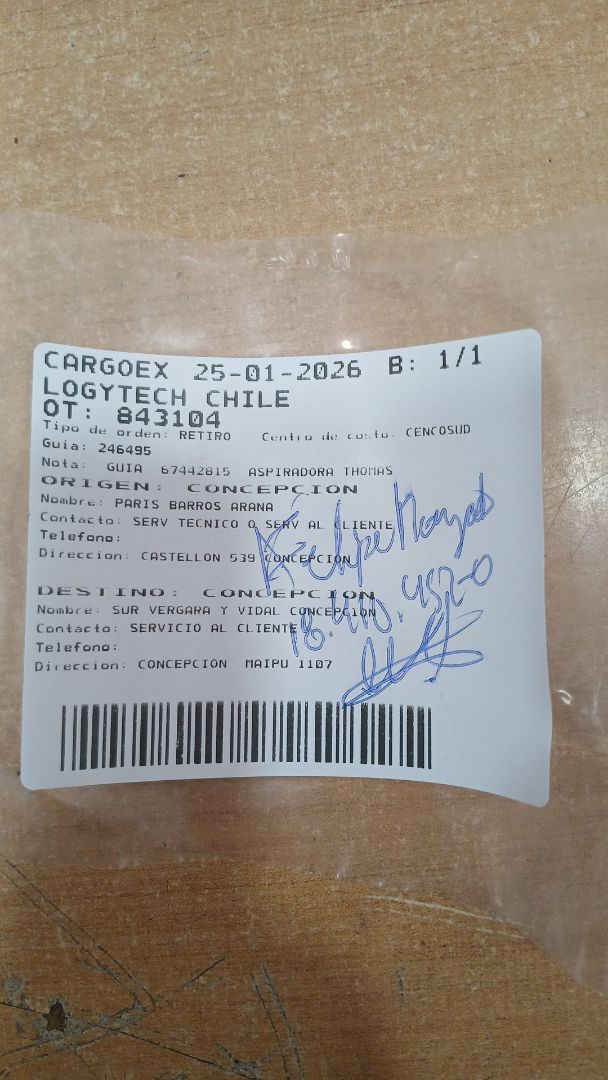 CARGOEX 25-01-2026 B: 1/1
LOGYTECH CHILE
OT: 843104
Tipo de orden: RETIRO Centro de costo: CENCOSUD
Guia: 246495
Nota: GUIA 67442815 ASPIRADORA THOMAS
ORIGEN: CONCEPCION
Nombre: PARIS BARROS ARANA
Contacto: SERV TECNICO O SERV AL CLIENTE
Telefono:
Direccion: CASTELLON 539 CONCEPCION
Felipe
DESTINO: CONCEPCION
Nombre: SUR VERGARA Y VIDAL CONCEPCION
Contacto: SERVICIO AL CLIENTE
Telefono:
Direccion: CONCEPCION MAIPU 1107